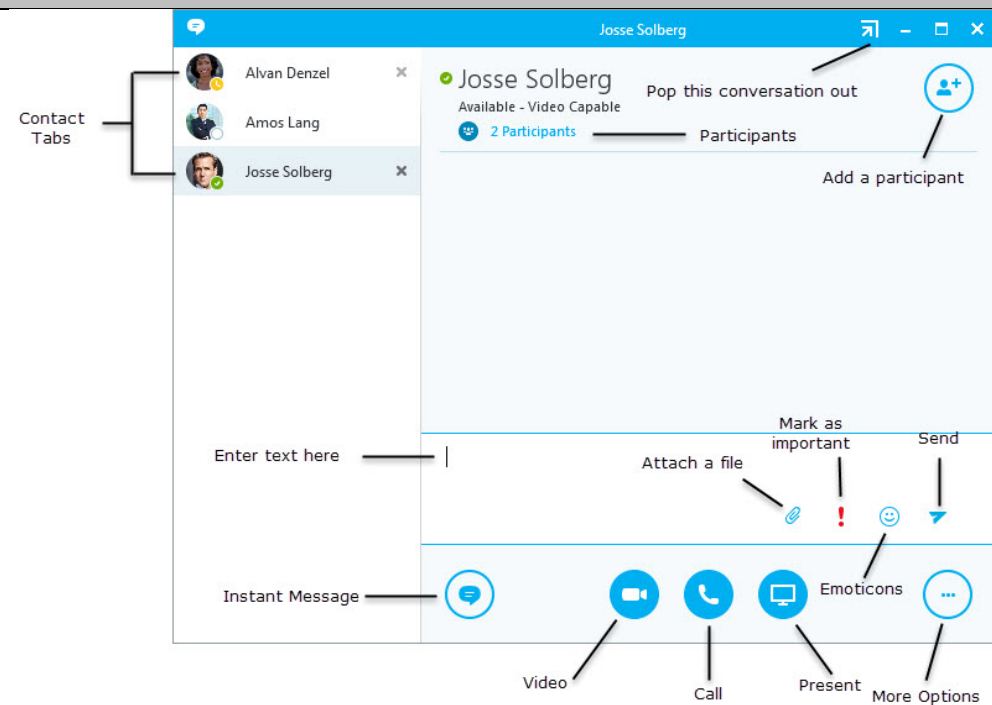 Josse Solberg
Alvan Denzel
Amos Lang
Josse Solberg
Contact
Tabs
Josse Solberg
Available - Video Capable
2 Participants
Pop this conversation out
Participants
Add a participant
Enter text here
Attach a file
Mark as
important
Send
Emoticons
Instant Message
Video
Call
Present
More Options